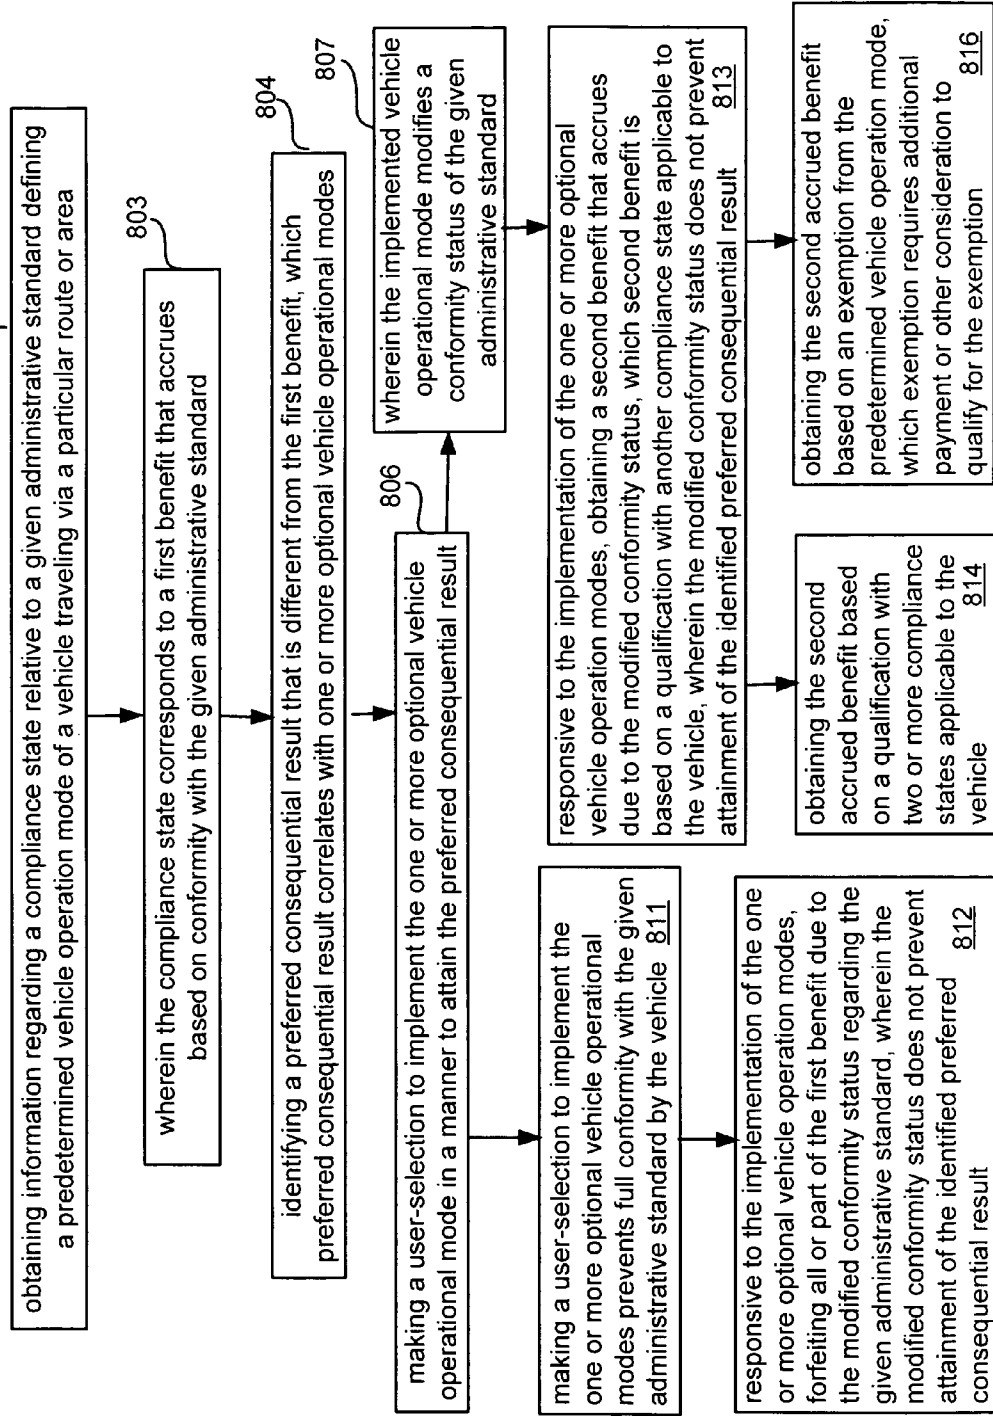 obtaining information regarding a compliance state relative to a given administrative standard defining
a predetermined vehicle operation mode of a vehicle traveling via a particular route or area
803
wherein the compliance state corresponds to a first benefit that accrues
based on conformity with the given administrative standard
804
identifying a preferred consequential result that is different from the first benefit, which
preferred consequential result correlates with one or more optional vehicle operational modes
806
making a user-selection to implement the one or more optional vehicle
operational mode in a manner to attain the preferred consequential result
807
wherein the implemented vehicle
operational mode modifies a
conformity status of the given
administrative standard
making a user-selection to implement the
one or more optional vehicle operational
modes prevents full conformity with the given
administrative standard by the vehicle 811
responsive to the implementation of the one or more optional
vehicle operation modes, obtaining a second benefit that accrues
due to the modified conformity status, which second benefit is
based on a qualification with another compliance state applicable to
the vehicle, wherein the modified conformity status does not prevent
attainment of the identified preferred consequential result 813
responsive to the implementation of the one
or more optional vehicle operation modes,
forfeiting all or part of the first benefit due to
the modified conformity status regarding the
given administrative standard, wherein the
modified conformity status does not prevent
attainment of the identified preferred
consequential result 812
obtaining the second
accrued benefit based
on a qualification with
two or more compliance
states applicable to the
vehicle 814
obtaining the second accrued benefit
based on an exemption from the
predetermined vehicle operation mode,
which exemption requires additional
payment or other consideration to
qualify for the exemption 816